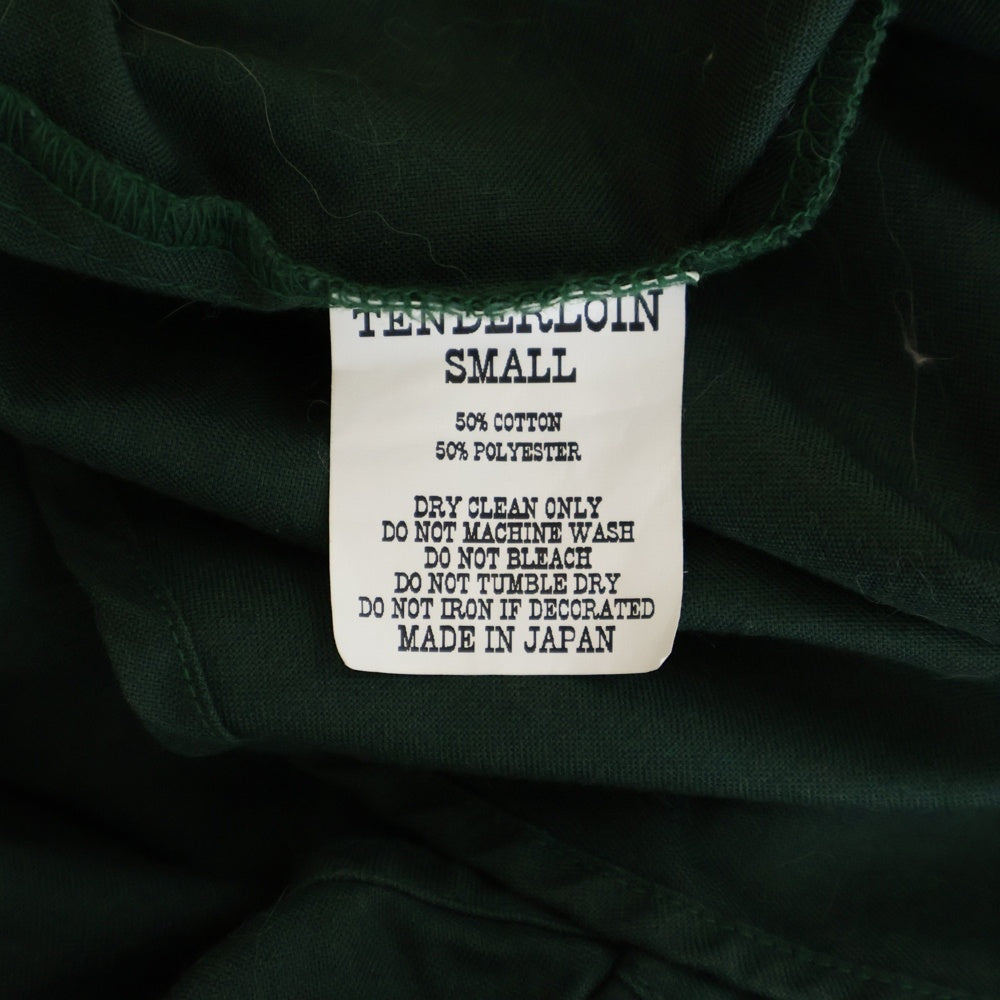 TENDERLOIN
SMALL
50% COTTON
50% POLYESTER
DRY CLEAN ONLY
DO NOT MACHINE WASH
DO NOT BLEACH
DO NOT TUMBLE DRY
DO NOT IRON IF DECORATED
MADE IN JAPAN